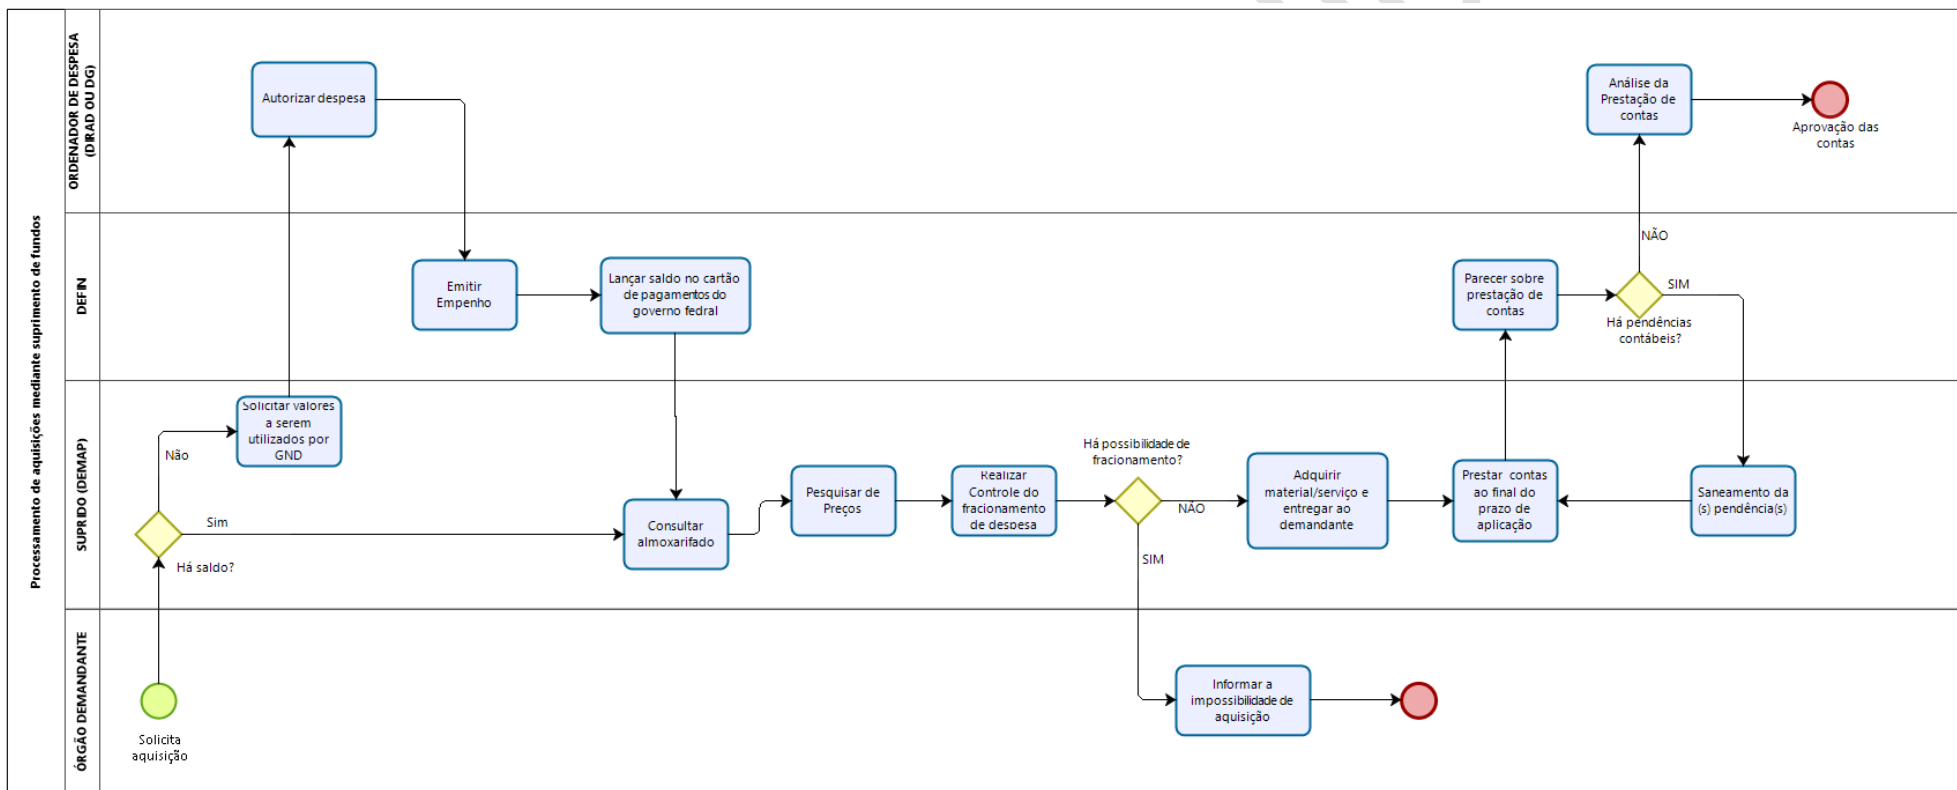 Processamento de aquisições mediante suprimento de fundos
ORDENADOR DE DESPESA
(DIRAD OU DG)
Autorizar despesa
Análise da
Prestação de
contas
Aprovação das
contas
DEFIN
Emitir
Empenho
Lançar saldo no cartão
de pagamentos do
governo federal
Parecer sobre
prestação de
contas
NÃO
SIM
Há pendências
contábeis?
SUPRIDO (DEMAP)
Solicitar valores
a serem
utilizados por
GND
Não
Sim
Há saldo?
Consultar
almoxarifado
Pesquisar de
Preços
Realizar
Controle do
fracionamento
de despesa
Há possibilidade de
fracionamento?
NÃO
SIM
Adquirir
material/serviço e
entregar ao
demandante
Prestar contas
ao final do
prazo de
aplicação
Saneamento da
(s) pendência(s)
ÓRGÃO DEMANDANTE
Solicita
aquisição
Informar a
impossibilidade de
aquisição